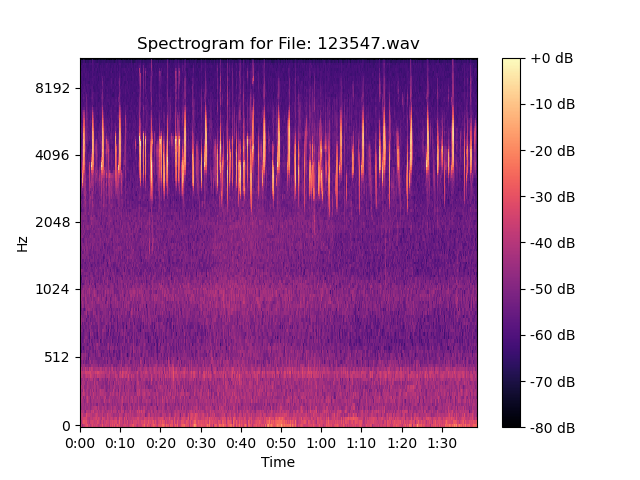 Spectrogram for File: 123547.wav
Hz
8192
4096
2048
1024
512
0
0:00 0:10 0:20 0:30 0:40 0:50 1:00 1:10 1:20 1:30
Time
+0 dB
-10 dB
-20 dB
-30 dB
-40 dB
-50 dB
-60 dB
-70 dB
-80 dB